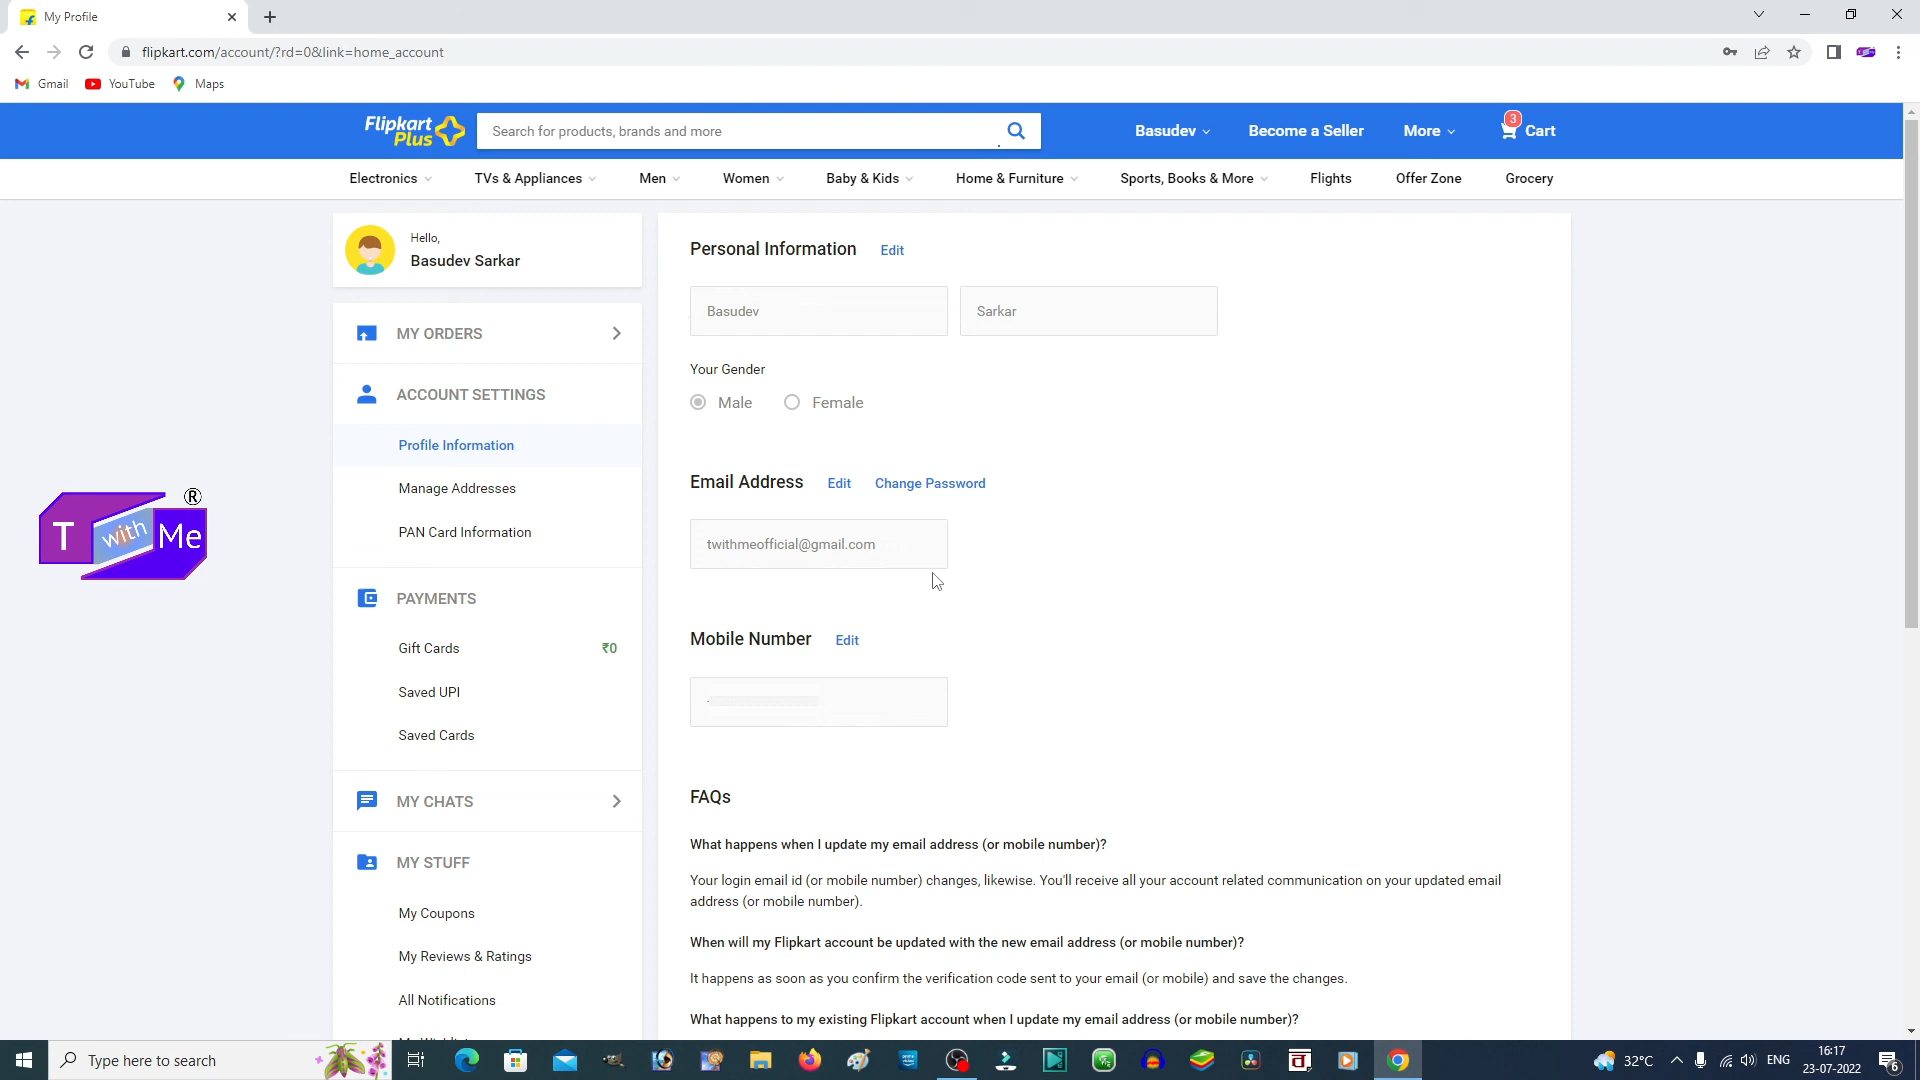 My Profile
flipkart.com/account/?rd=0&link=home_account
Gmail YouTube Maps
Flipkart
Plus
Search for products, brands and more
Basudev Become a Seller More 3 Cart
Electronics TVs & Appliances Men Women Baby & Kids Home & Furniture Sports, Books & More Flights Offer Zone Grocery
Hello,
Basudev Sarkar
MY ORDERS
ACCOUNT SETTINGS
Profile Information
Manage Addresses
PAN Card Information
PAYMENTS
Gift Cards ₹0
Saved UPI
Saved Cards
MY CHATS
MY STUFF
My Coupons
My Reviews & Ratings
All Notifications
Personal Information Edit
Basudev Sarkar
Your Gender
Male Female
Email Address Edit Change Password
twithmeofficial@gmail.com
Mobile Number Edit
FAQs
What happens when I update my email address (or mobile number)?
Your login email id (or mobile number) changes, likewise. You'll receive all your account related communication on your updated email
address (or mobile number).
When will my Flipkart account be updated with the new email address (or mobile number)?
It happens as soon as you confirm the verification code sent to your email (or mobile) and save the changes.
What happens to my existing Flipkart account when I update my email address (or mobile number)?
T with Me ®
Type here to search
32°C ENG 16:17
23-07-2022 6